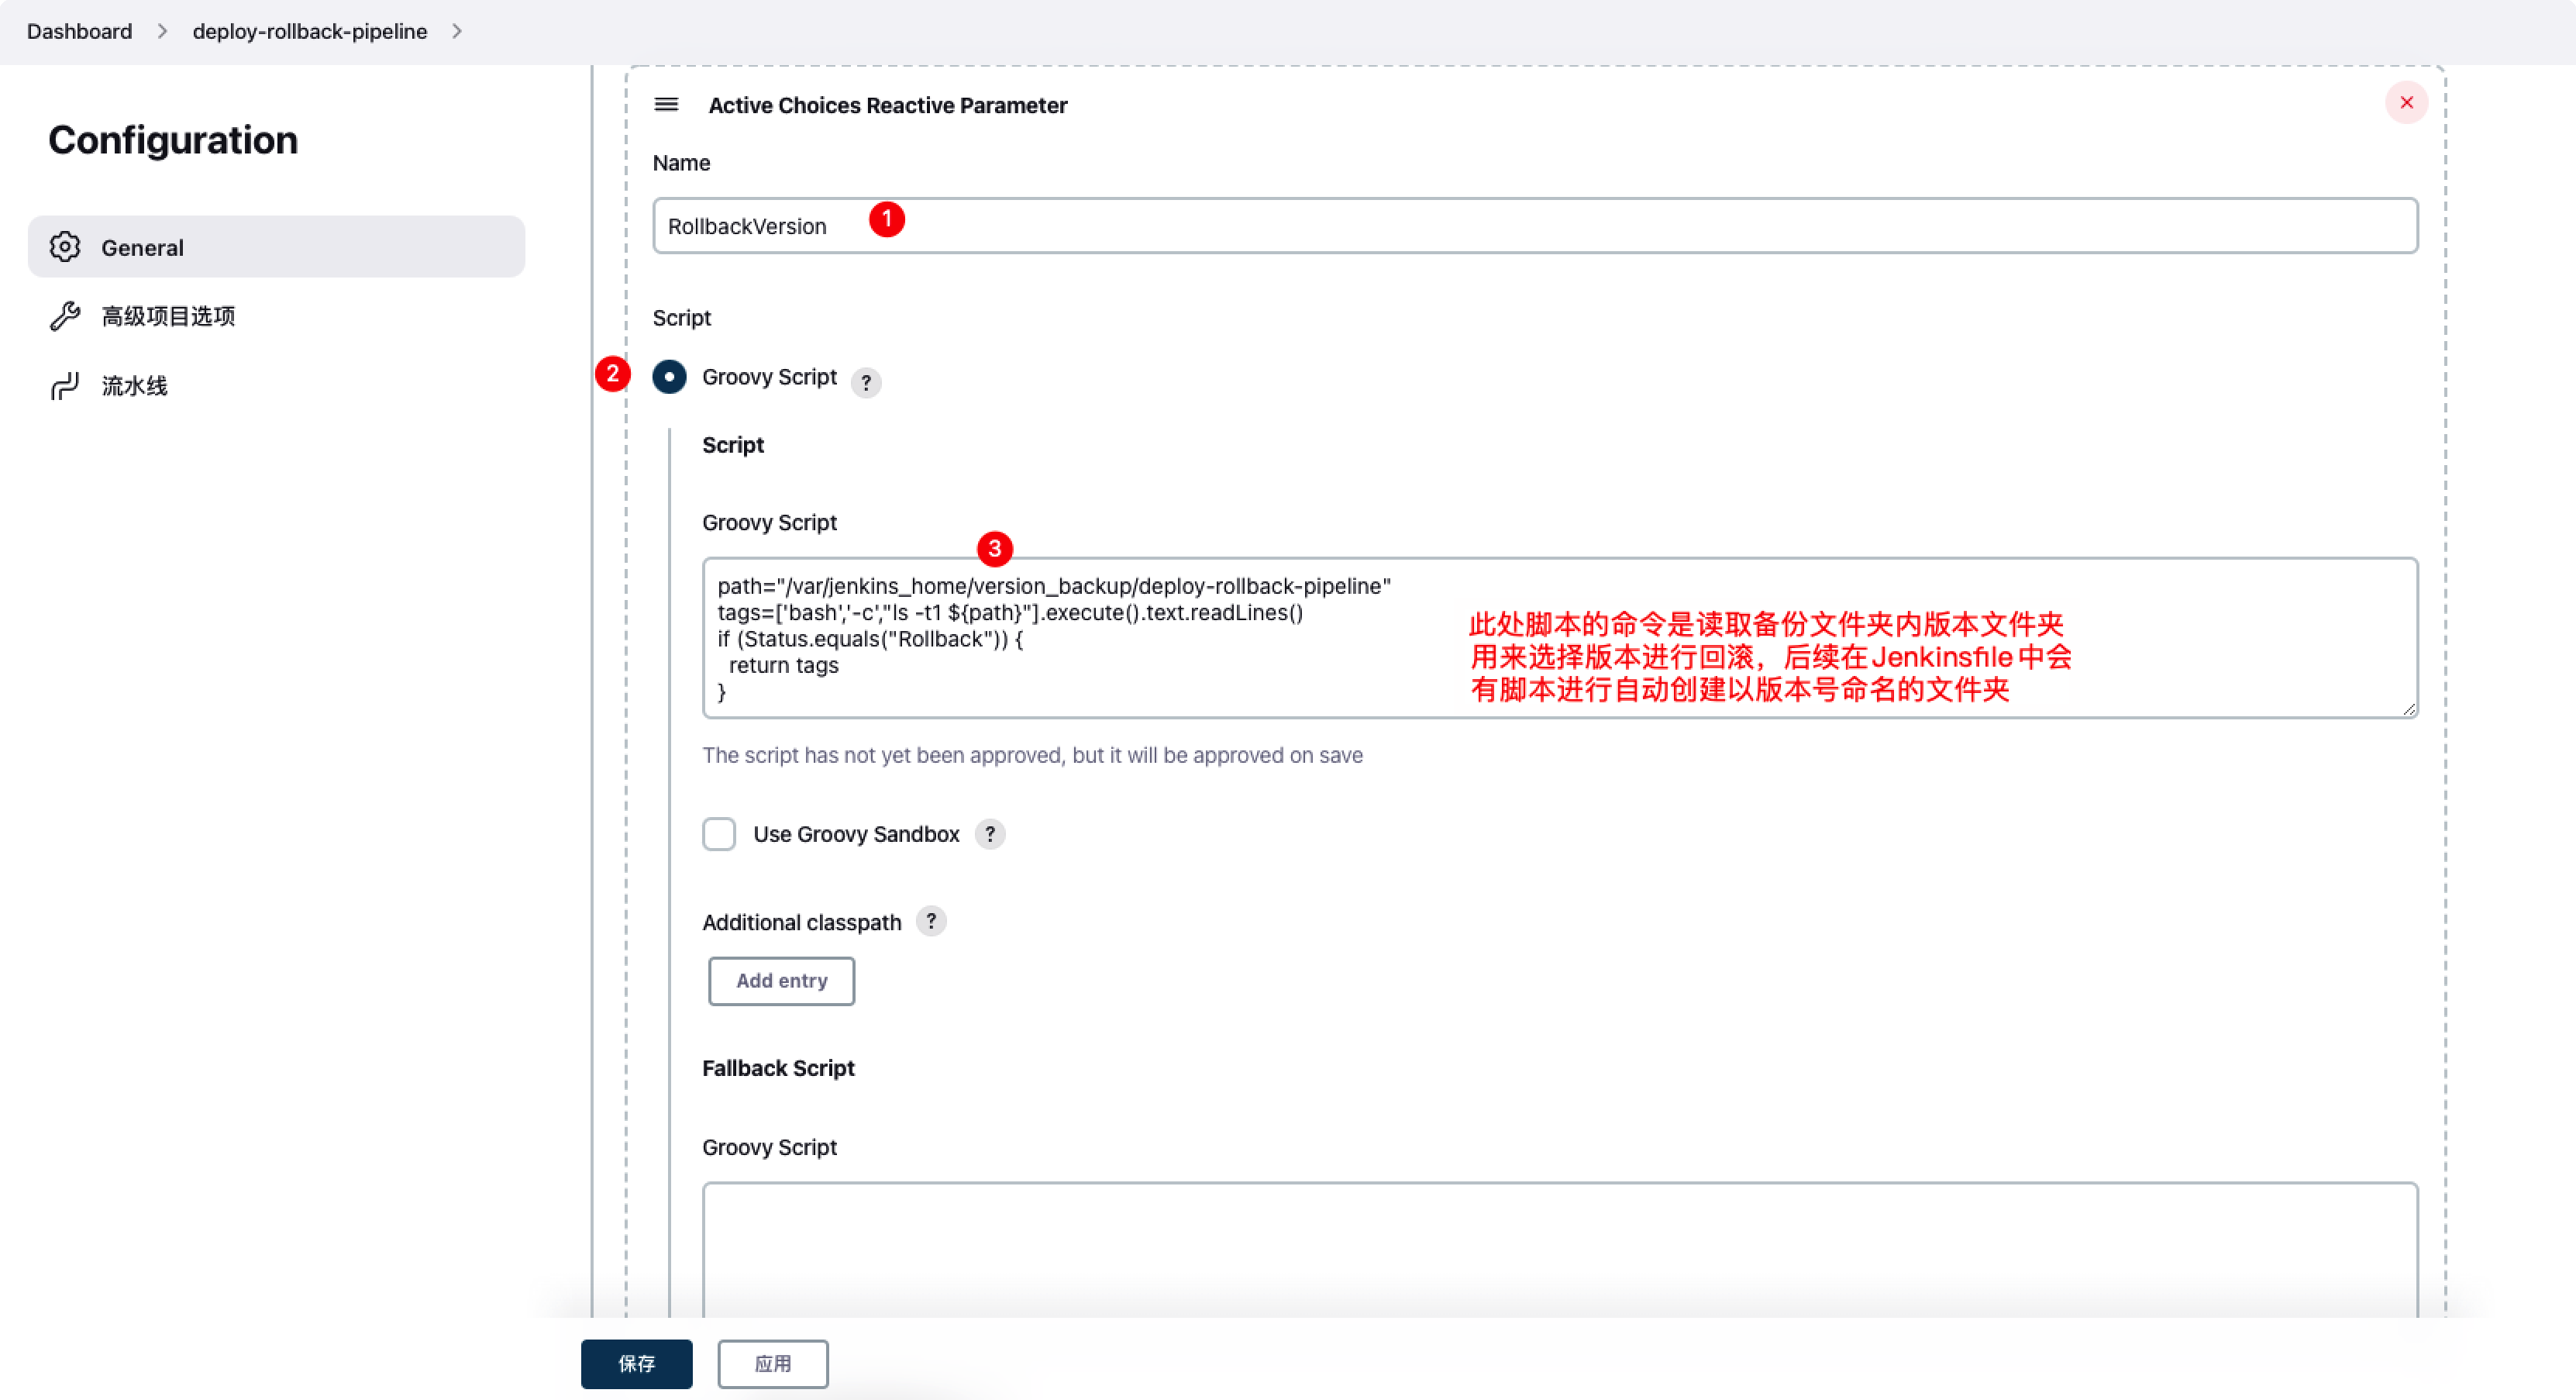 Dashboard > deploy-rollback-pipeline >
Configuration
General
高级项目选项
流水线
Active Choices Reactive Parameter
Name
RollbackVersion
1
Script
2
Groovy Script ?
Script
Groovy Script
3
path="/var/jenkins_home/version_backup/deploy-rollback-pipeline"
tags=['bash','-c',"ls -t1 ${path}"].execute().text.readLines()
if (Status.equals("Rollback")) {
  return tags
}
此处脚本的命令是读取备份文件夹内版本文件夹
用来选择版本进行回滚，后续在Jenkinsfile中会
有脚本进行自动创建以版本号命名的文件夹
The script has not yet been approved, but it will be approved on save
Use Groovy Sandbox ?
Additional classpath ?
Add entry
Fallback Script
Groovy Script
保存
应用